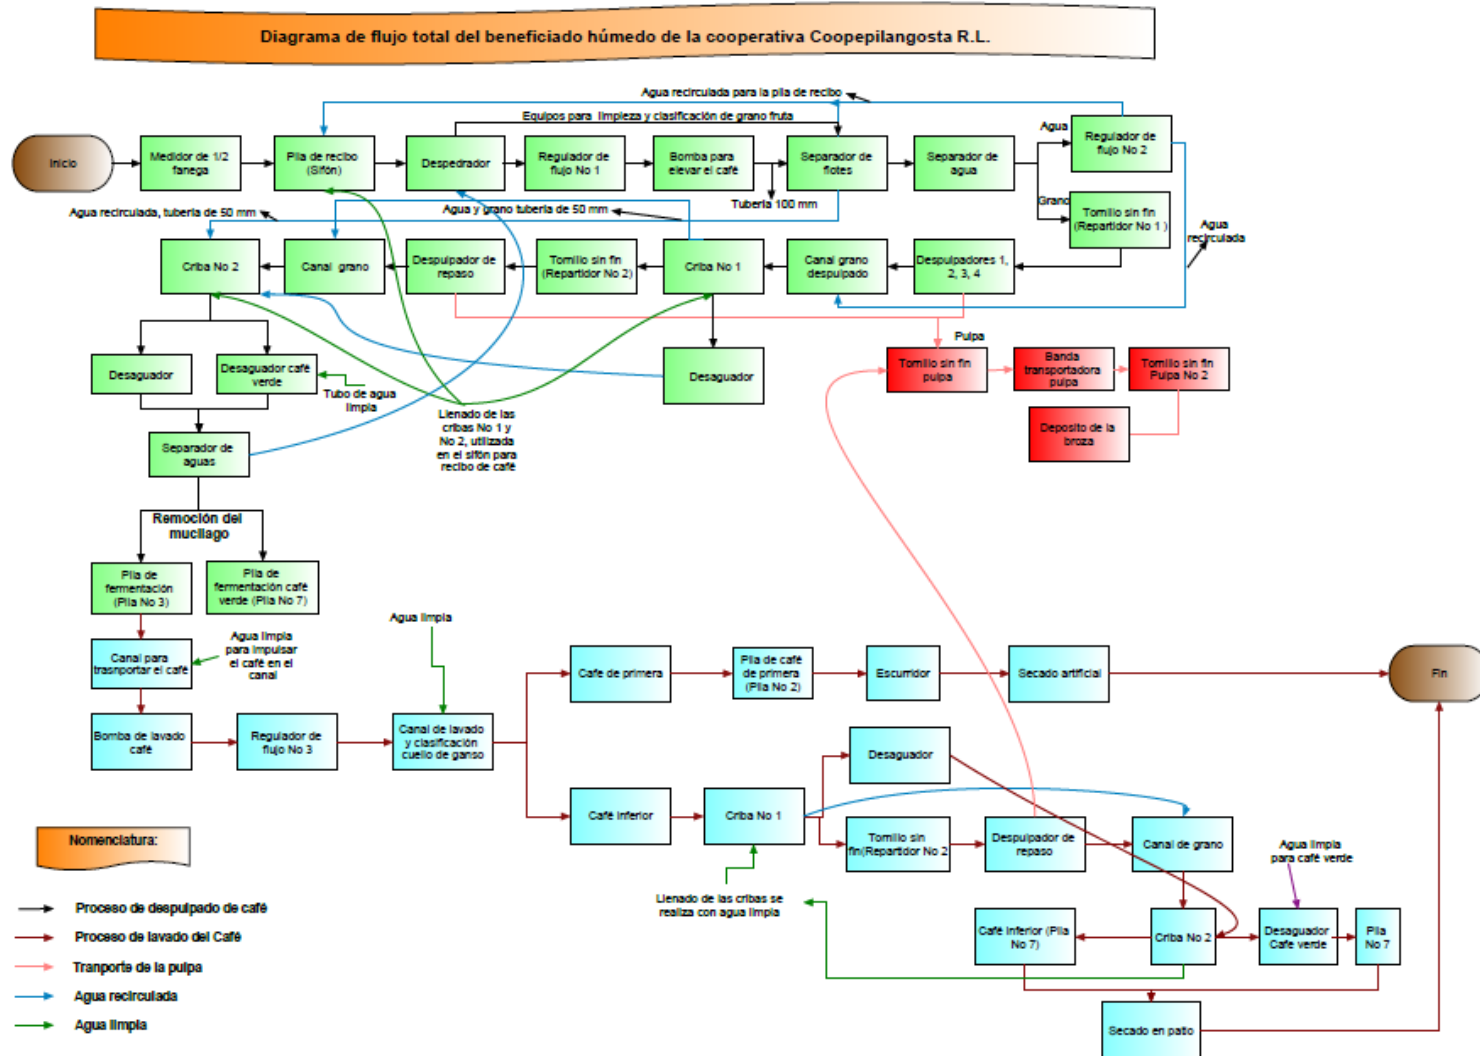 Diagrama de flujo total del beneficiado húmedo de la cooperativa Coopepilangosta R.L.
Agua recirculada para la pila de recibo
Equipos para limpieza y clasificación de grano fruta
Inicio
Medidor de 1/2
fanega
Pila de recibo
(Sifón)
Despedrador
Regulador de
flujo No 1
Bomba para
elevar el café
Separador de
flotes
Separador de
agua
Agua
Regulador de
flujo No 2
Tubería 100 mm
Grano
Tornillo sin fin
(Repartidor No 1 )
Agua
recirculada
Agua recirculada, tubería de 50 mm
Agua y grano tubería de 50 mm
Criba No 2
Canal grano
Despulpador de
repaso
Tornillo sin fin
(Repartidor No 2)
Criba No 1
Canal grano
despulpado
Despulpadores 1,
2, 3, 4
Desaguador
Desaguador café
verde
Tubo de agua
limpia
Desaguador
Pulpa
Tornillo sin fin
pulpa
Banda
transportadora
pulpa
Tornillo sin fin
Pulpa No 2
Deposito de la
broza
Llenado de las
cribas No 1 y
No 2, utilizada
en el sifón para
recibo de café
Separador de
aguas
Remoción del
mucílago
Pila de
fermentación
(Pila No 3)
Pila de
fermentación café
verde (Pila No 7)
Canal para
trasnportar el café
Agua limpia
para impulsar
el café en el
canal
Agua limpia
Bomba de lavado
café
Regulador de
flujo No 3
Canal de lavado
y clasificación
cuello de ganso
Cafe de primera
Pila de café
de primera
(Pila No 2)
Escurridor
Secado artificial
Fin
Desaguador
Café inferior
Criba No 1
Tornillo sin
fin(Repartidor No 2
Despulpador de
repaso
Canal de grano
Agua limpia
para café verde
Llenado de las cribas se
realiza con agua limpia
Café inferior (Pila
No 7)
Criba No 2
Desaguador
Cafe verde
Pila
No 7
Secado en patio
Nomenclatura:
Proceso de despulpado de café
Proceso de lavado del Café
Tranporte de la pulpa
Agua recirculada
Agua limpia